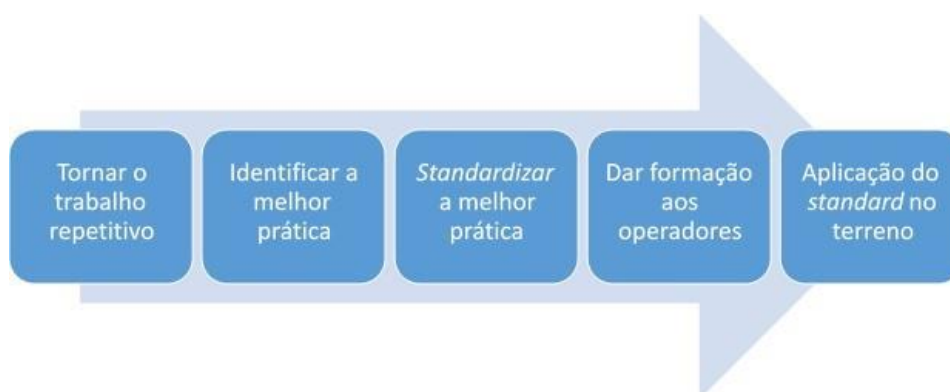 Tornar o
trabalho
repetitivo
Identificar a
melhor
prática
Standardizar
a melhor
prática
Dar formação
aos
operadores
Aplicação do
standard no
terreno